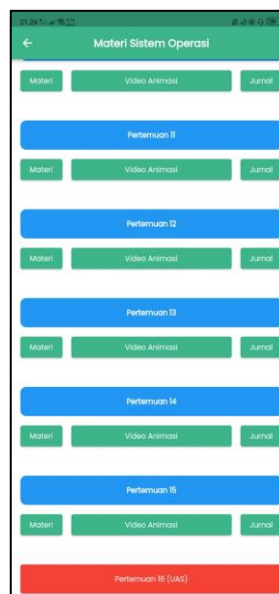 21.26
Materi Sistem Operasi
Materi Video Animasi Jurnal
Pertemuan 11
Materi Video Animasi Jurnal
Pertemuan 12
Materi Video Animasi Jurnal
Pertemuan 13
Materi Video Animasi Jurnal
Pertemuan 14
Materi Video Animasi Jurnal
Pertemuan 15
Materi Video Animasi Jurnal
Pertemuan 16 (UAS)